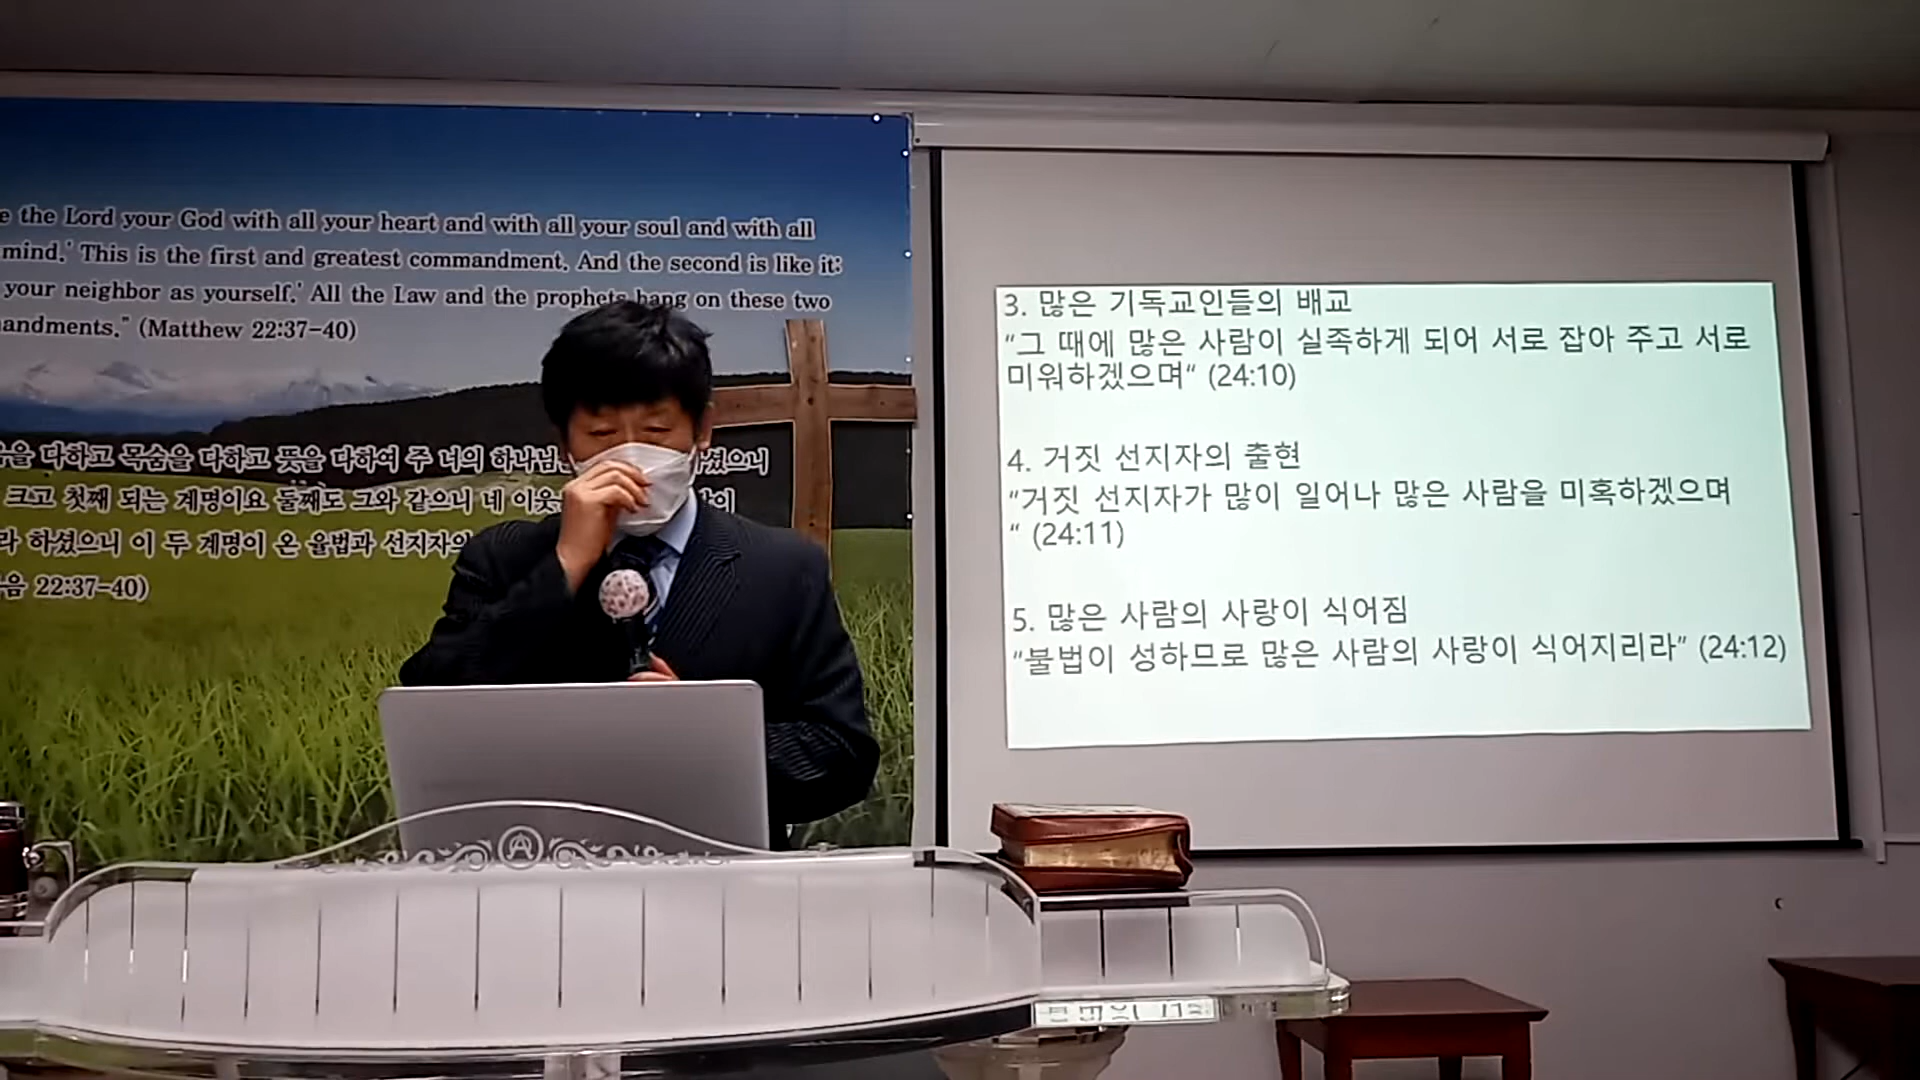 e the Lord your God with all your heart and with all your soul and with all
mind.' This is the first and greatest commandment. And the second is like it:
your neighbor as yourself.' All the Law and the prophets hang on these two
andments." (Matthew 22:37-40)
을 다하고 목숨을 다하고 뜻을 다하여 주 너의 하나님 하셨으니
크고 첫째 되는 계명이요 둘째도 그와 같으니 네 이웃
라 하셨으니 이 두 계명이 온 율법과 선지자의
음 22:37-40)
3. 많은 기독교인들의 배교
“그 때에 많은 사람이 실족하게 되어 서로 잡아 주고 서로
미워하겠으며“ (24:10)
4. 거짓 선지자의 출현
“거짓 선지자가 많이 일어나 많은 사람을 미혹하겠으며
“ (24:11)
5. 많은 사람의 사랑이 식어짐
“불법이 성하므로 많은 사람의 사랑이 식어지리라” (24:12)